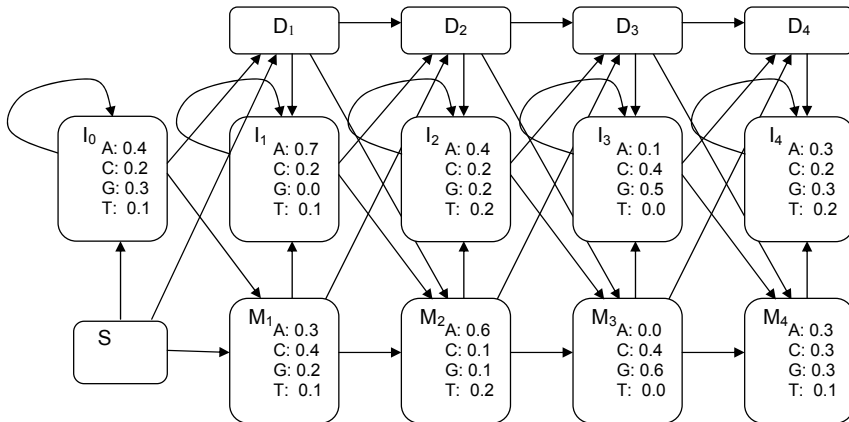 D1 D2 D3 D4
I0
A: 0.4
C: 0.2
G: 0.3
T: 0.1
I1
A: 0.7
C: 0.2
G: 0.0
T: 0.1
I2
A: 0.4
C: 0.2
G: 0.2
T: 0.2
I3
A: 0.1
C: 0.4
G: 0.5
T: 0.0
I4
A: 0.3
C: 0.2
G: 0.3
T: 0.2
S
M1
A: 0.3
C: 0.4
G: 0.2
T: 0.1
M2
A: 0.6
C: 0.1
G: 0.1
T: 0.2
M3
A: 0.0
C: 0.4
G: 0.6
T: 0.0
M4
A: 0.3
C: 0.3
G: 0.3
T: 0.1